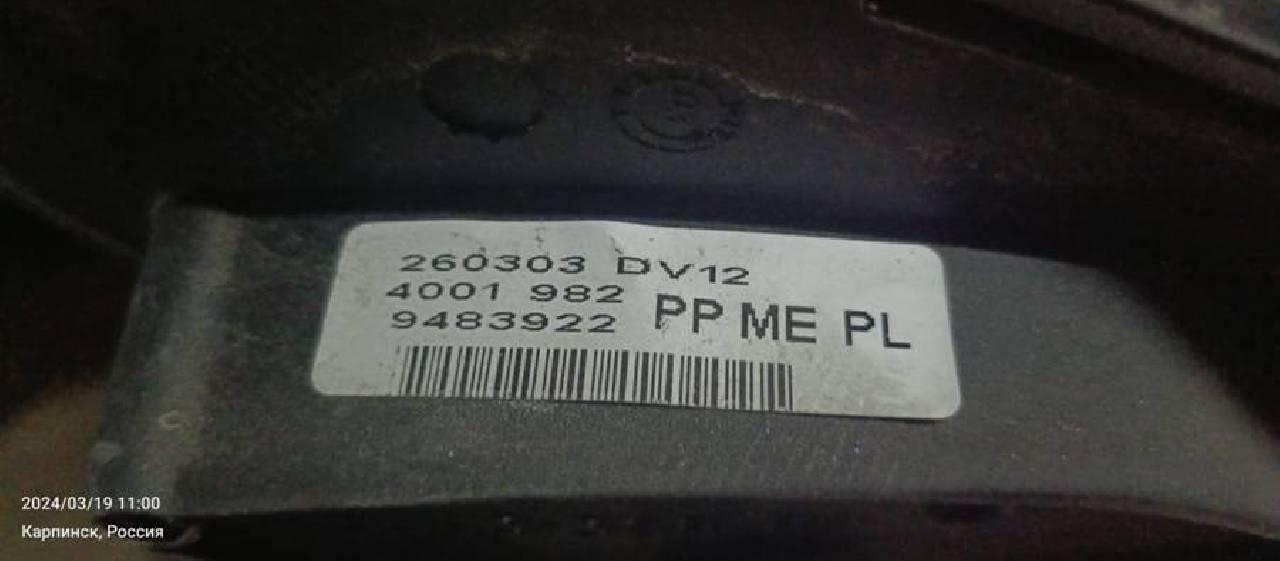 260303 DV12
4001 982
9483922 PP ME PL
2024/03/19 11:00
Карпинск, Россия